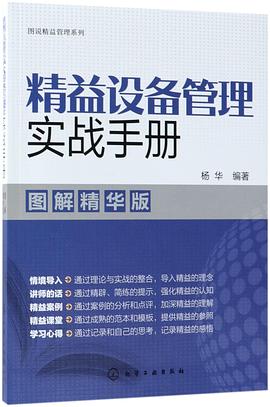 图说精益管理系列
精益设备管理
实战手册
杨华 编著
图解精华版
情境导入 通过理论与实战的整合，导入精益的理念
讲师的话 通过精辟、简练的提示，强化精益的认知
精益案例 通过案例的分析和点评，加深精益的理解
精益课堂 通过成熟的范本和模板，提供精益的参照
学习心得 通过记录和自己的思考，记录精益的感悟
化学工业出版社